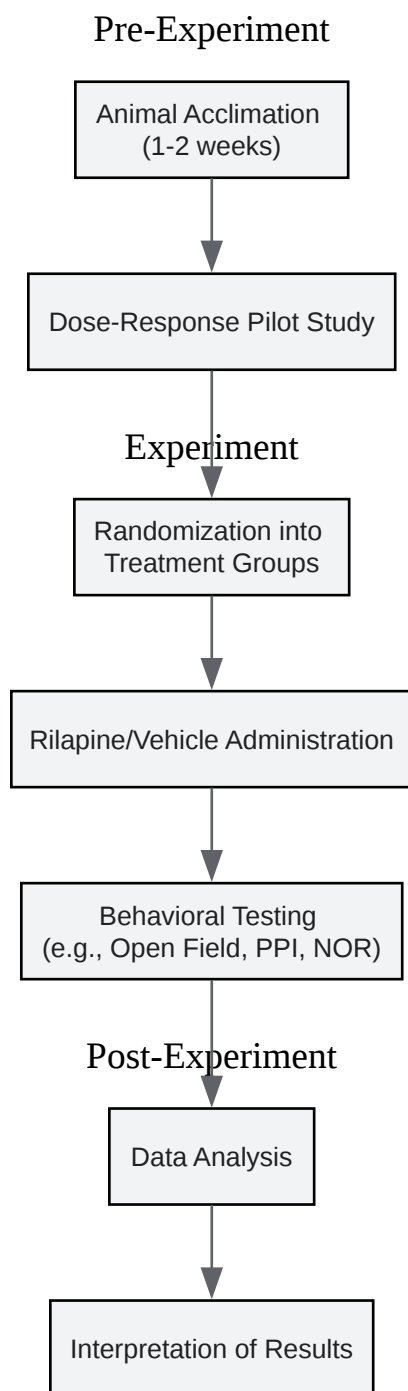 Pre-Experiment
Animal Acclimation
(1-2 weeks)
Dose-Response Pilot Study
Experiment
Randomization into
Treatment Groups
Rilapine/Vehicle Administration
Behavioral Testing
(e.g., Open Field, PPI, NOR)
Post-Experiment
Data Analysis
Interpretation of Results